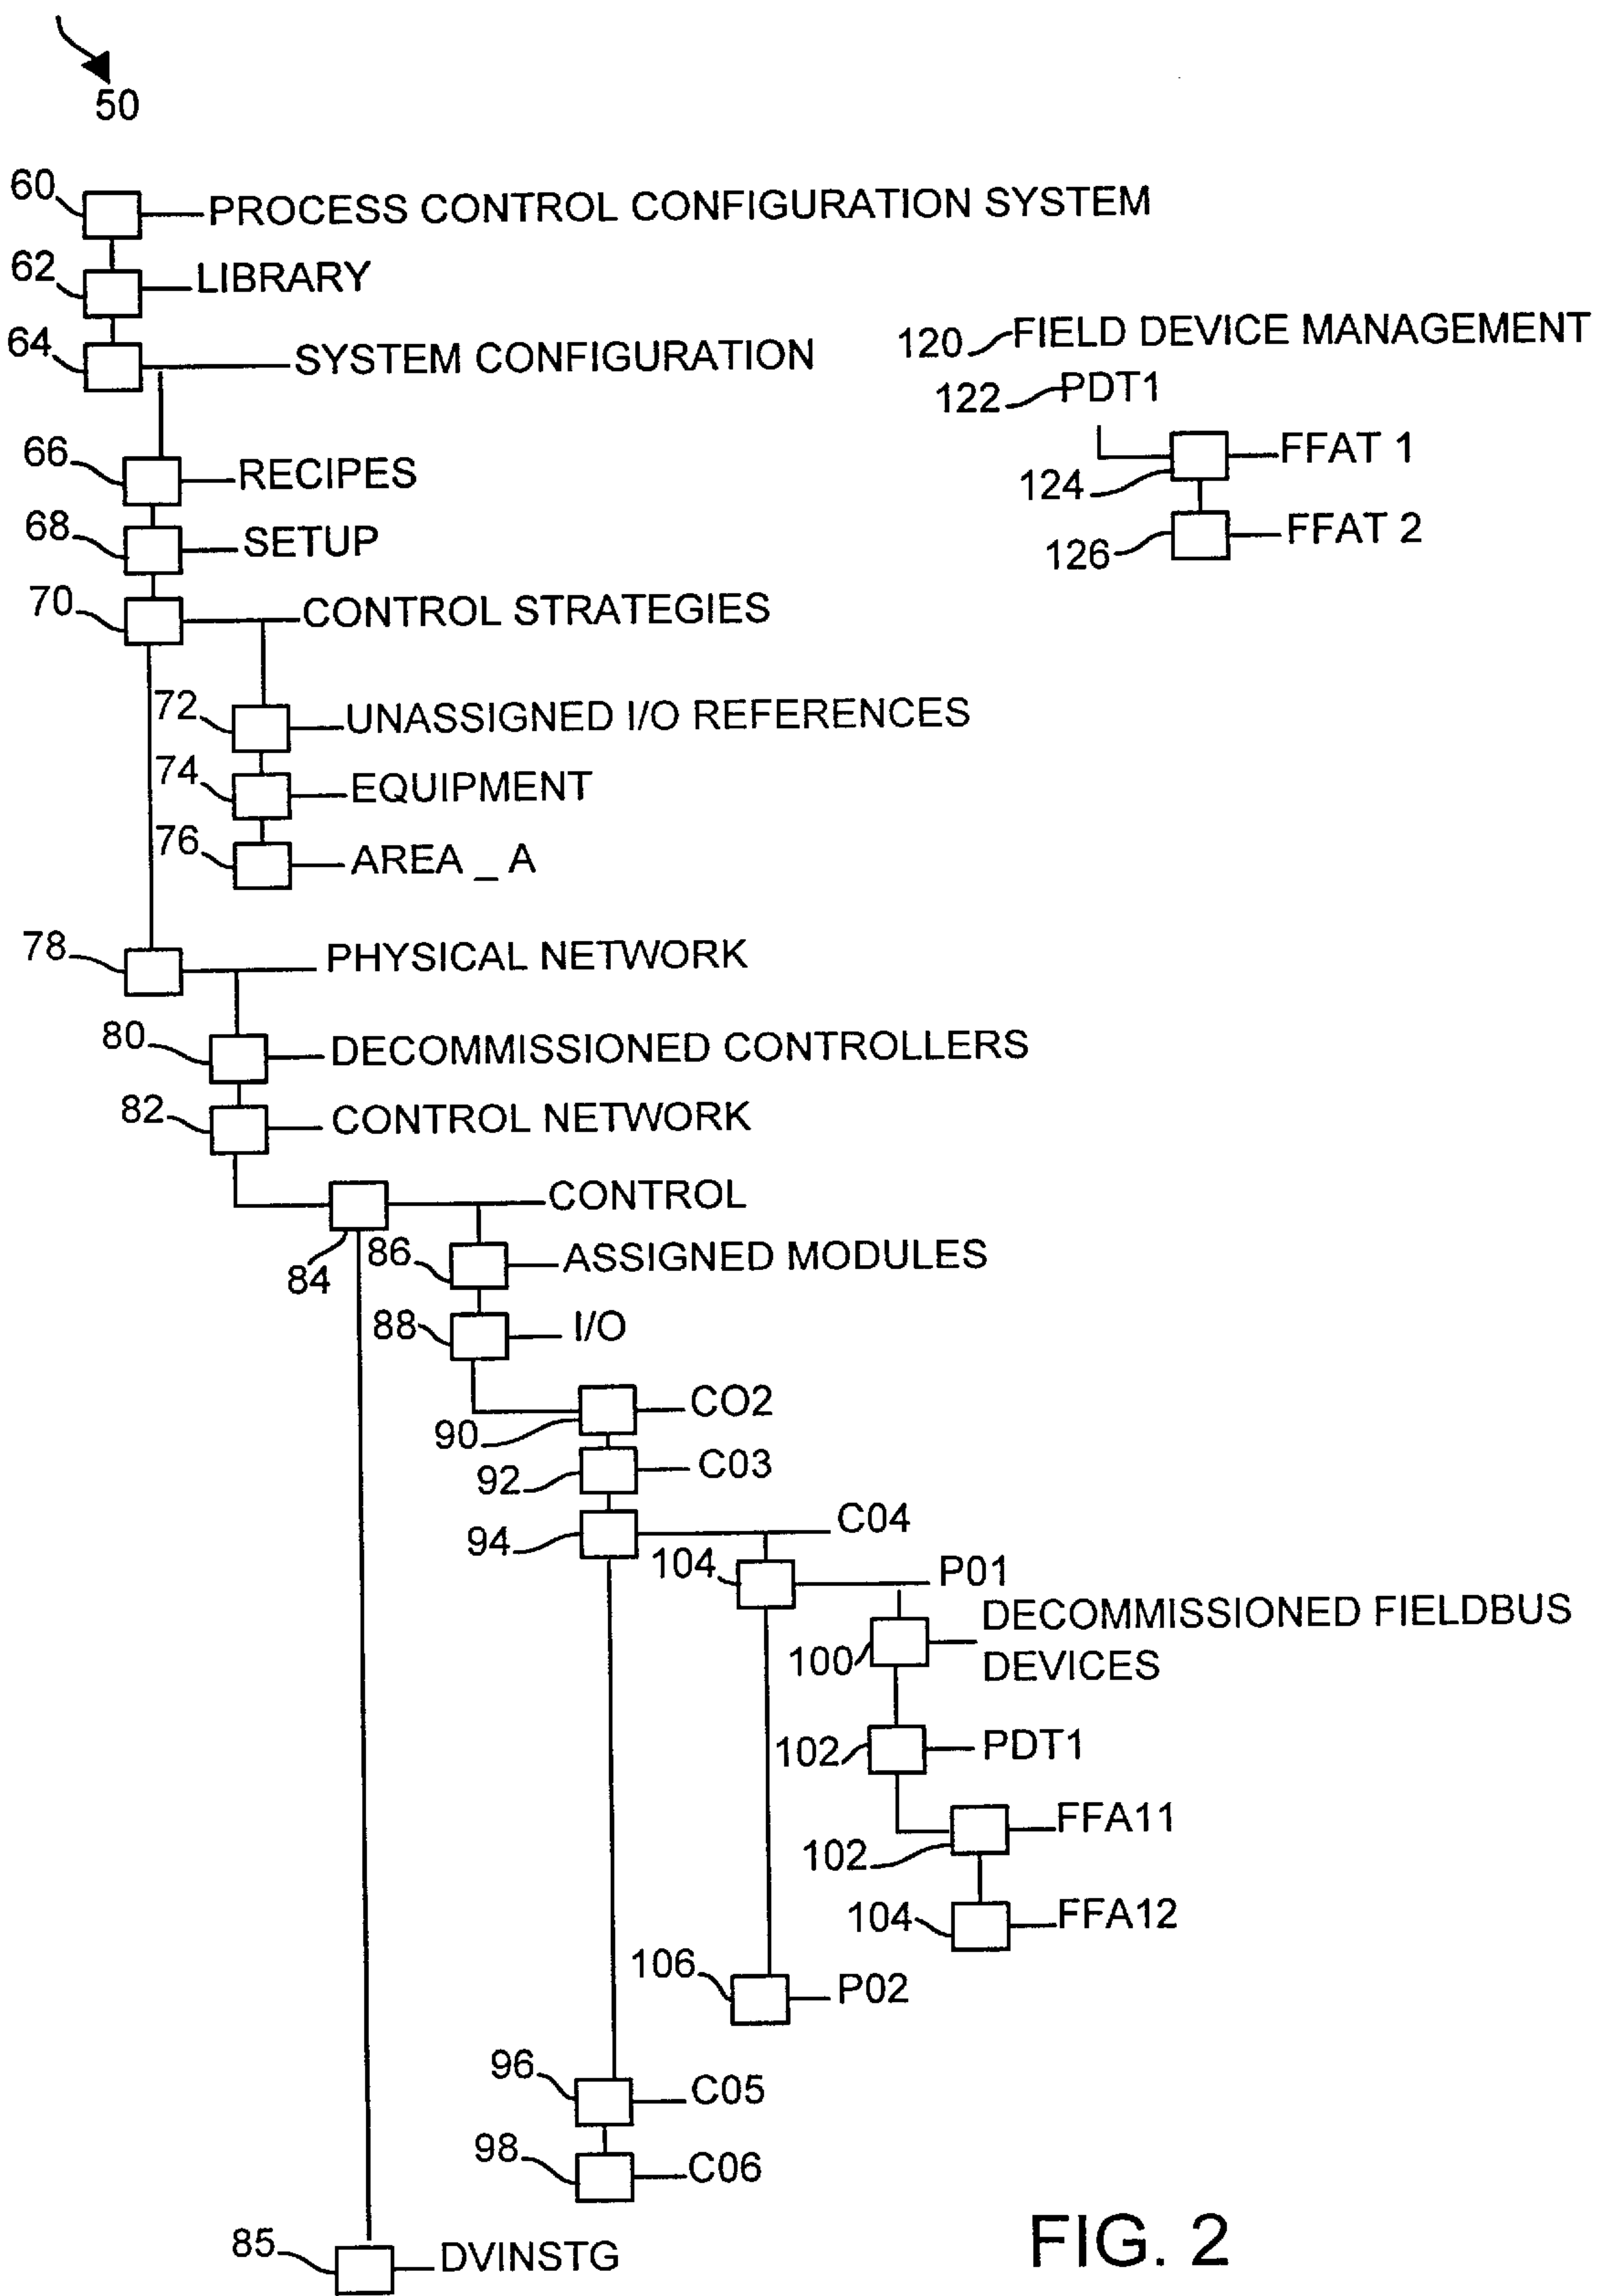 50
60 PROCESS CONTROL CONFIGURATION SYSTEM
62 LIBRARY
64 SYSTEM CONFIGURATION
120 FIELD DEVICE MANAGEMENT
122 PDT1
124 FFAT 1
126 FFAT 2
66 RECIPES
68 SETUP
70 CONTROL STRATEGIES
72 UNASSIGNED I/O REFERENCES
74 EQUIPMENT
76 AREA _ A
78 PHYSICAL NETWORK
80 DECOMMISSIONED CONTROLLERS
82 CONTROL NETWORK
84 CONTROL
86 ASSIGNED MODULES
88 I/O
90 CO2
92 C03
94 C04
104 P01
100 DECOMMISSIONED FIELDBUS
DEVICES
102 PDT1
102 FFA11
104 FFA12
106 P02
96 C05
98 C06
85 DVINSTG
FIG. 2